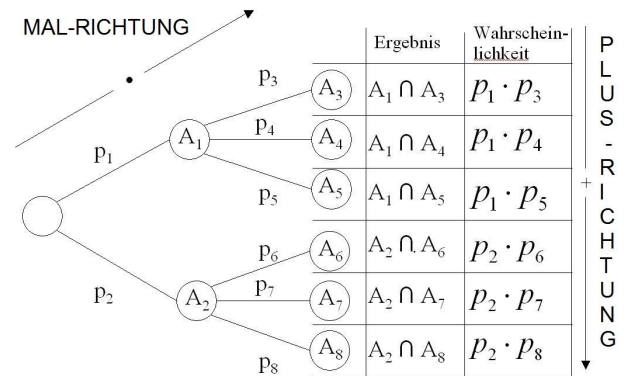 MAL-RICHTUNG
Ergebnis
Wahrschein-
lichkeit
p₃ A₃ A₁ ∩ A₃ p₁ · p₃
A₁ p₄ A₄ A₁ ∩ A₄ p₁ · p₄
p₁
p₅ A₅ A₁ ∩ A₅ p₁ · p₅
p₆ A₆ A₂ ∩ A₆ p₂ · p₆
p₂ A₂ p₇ A₇ A₂ ∩ A₇ p₂ · p₇
p₈ A₈ A₂ ∩ A₈ p₂ · p₈
+
PLUS-RICHTUNG